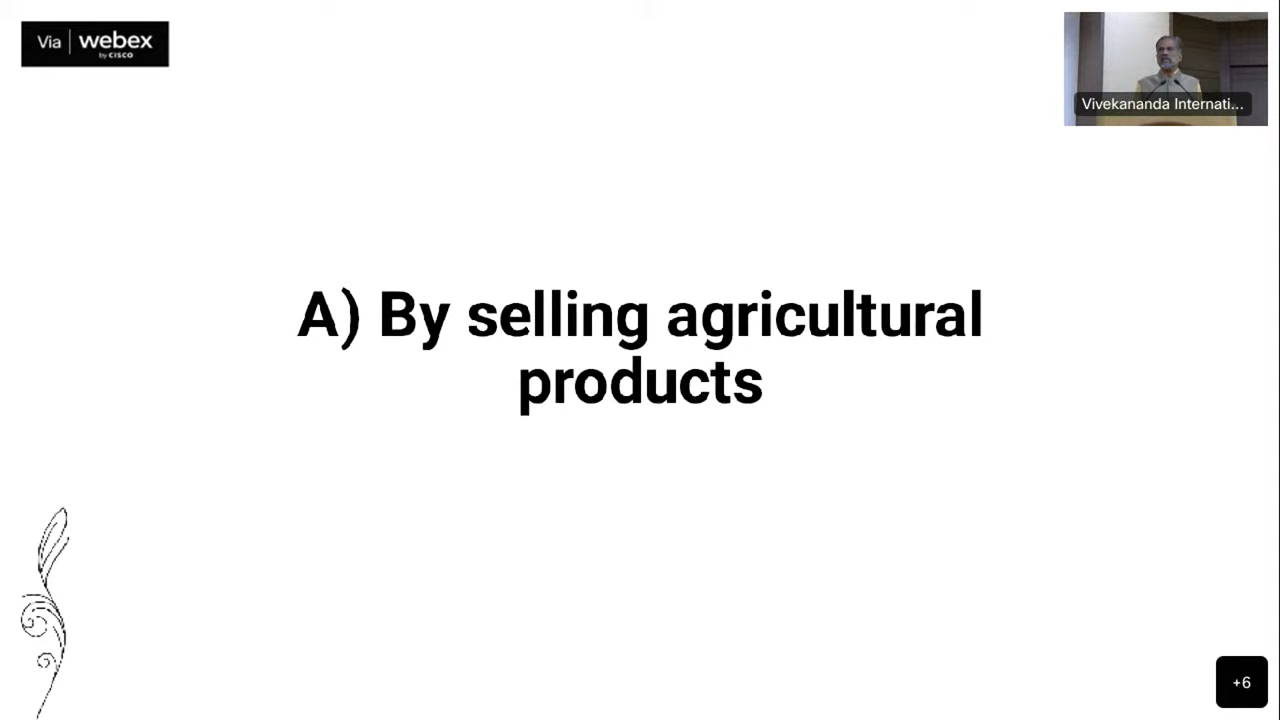 Via webex
by CISCO
Vivekananda Internati...
A) By selling agricultural
products
+6